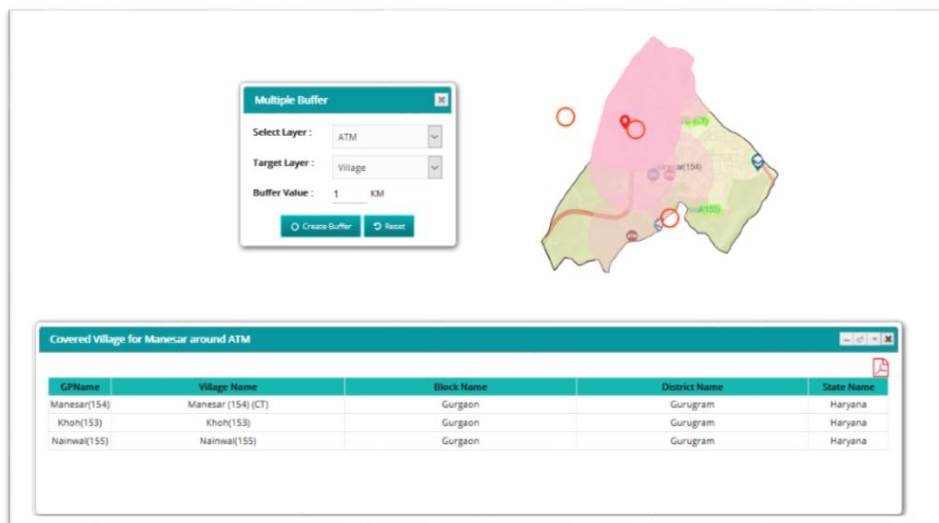 Multiple Buffer
Select Layer : ATM
Target Layer : Village
Buffer Value : 1 KM
Create Buffer Reset
(154)
Covered Village for Manesar around ATM
GPName Village Name Block Name District Name State Name
Manesar(154) Manesar (154) (CT) Gurgaon Gurugram Haryana
Khoh(153) Khoh(153) Gurgaon Gurugram Haryana
Nainwal(155) Nainwal(155) Gurgaon Gurugram Haryana